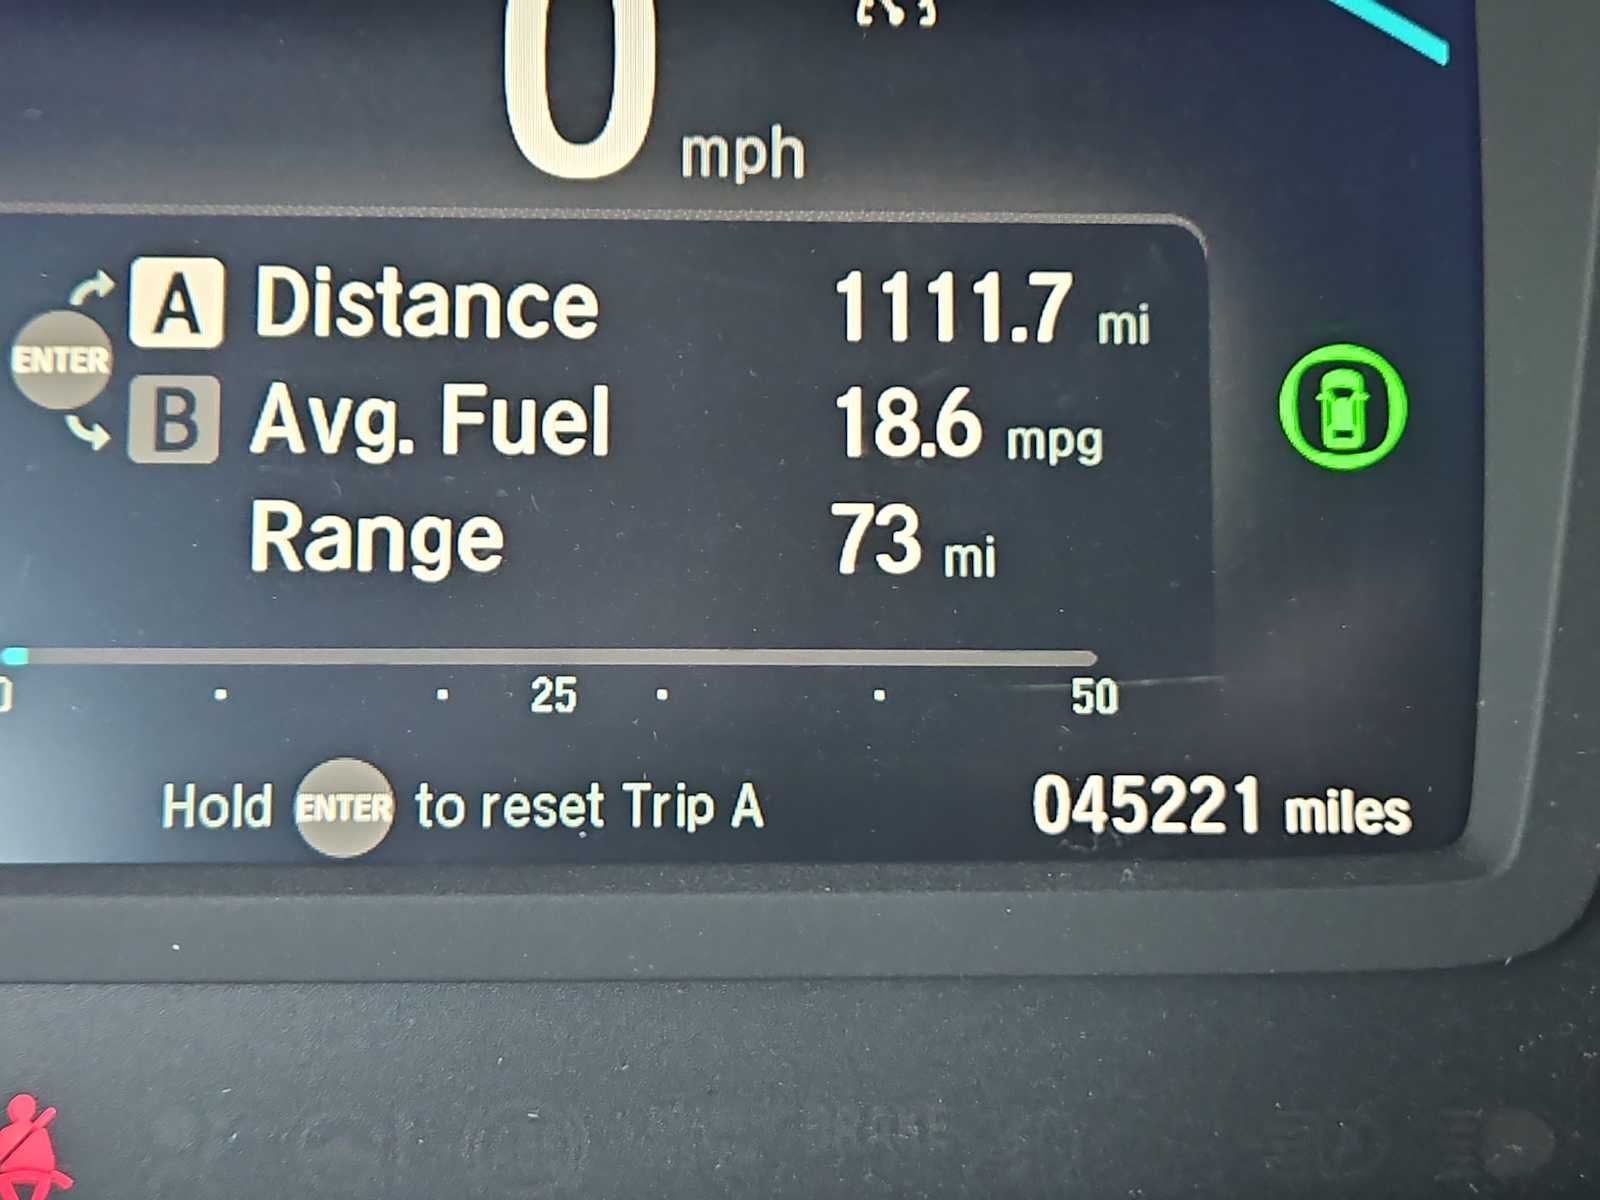 0 mph
A Distance 1111.7 mi
ENTER
B Avg. Fuel 18.6 mpg
Range 73 mi
0 25 50
Hold ENTER to reset Trip A 045221 miles